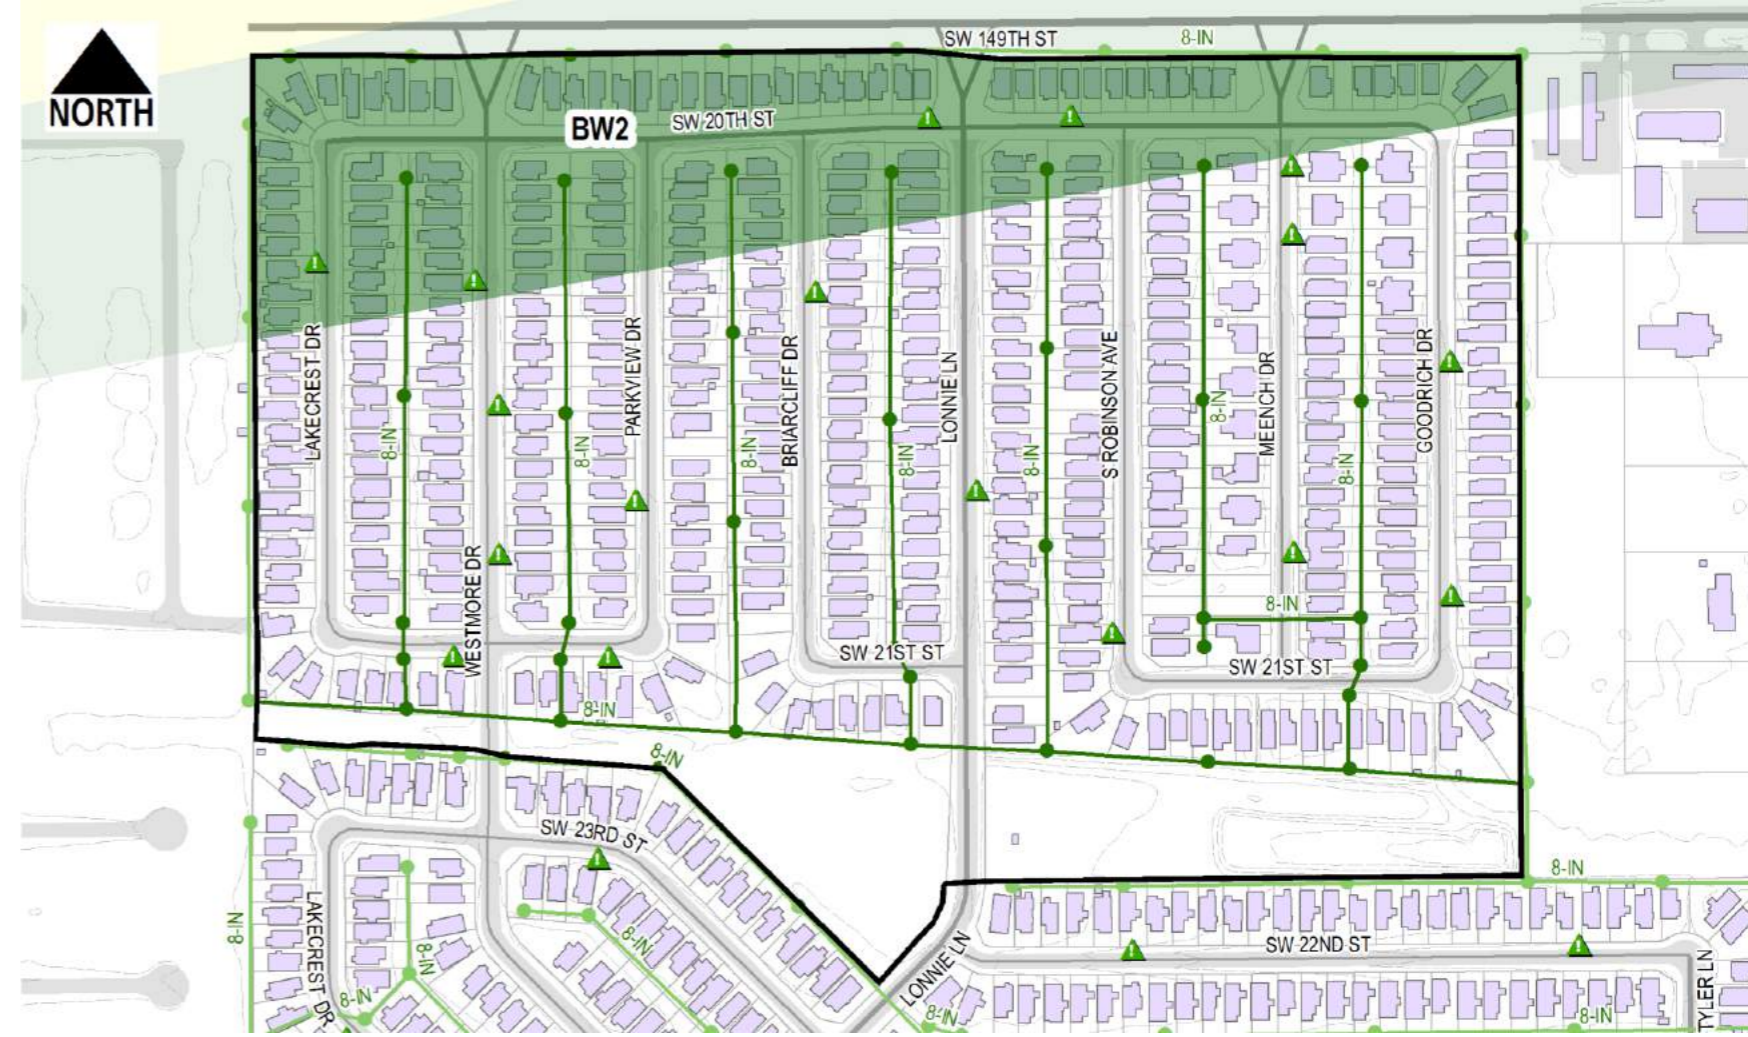 SW 149TH ST
8-IN
NORTH
BW2
SW 20TH ST
LAKECREST DR
PARKVIEW DR
BRIARCLIFF DR
LONNIE LN
S ROBINSON AVE
MEENCH DR
GOODRICH DR
8-IN
8-IN
8-IN
8-IN
8-IN
8-IN
8-IN
WESTMORE DR
8-IN
SW 21ST ST
SW 21ST ST
8-IN
8-IN
SW 23RD ST
8-IN
LAKECREST DR
8-IN
8-IN
8-IN
8-IN
LONNIE LN
SW 22ND ST
TYLER LN
8-IN
8-IN